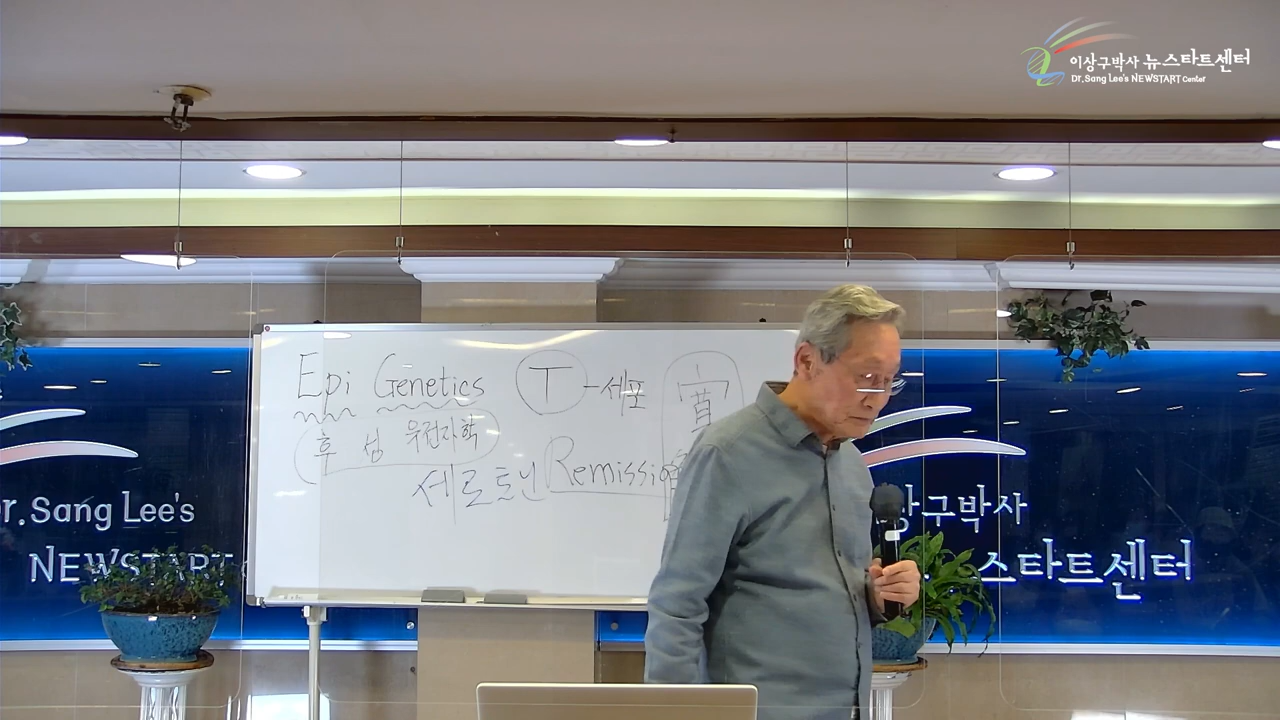 이상구박사 뉴스타트센터
Dr.Sang Lee's NEWSTART Center
Epi Genetics T-세포
후성 유전자학
세로토닌 Remission
Dr.Sang Lee's
NEWSTART
상구박사
스타트센터